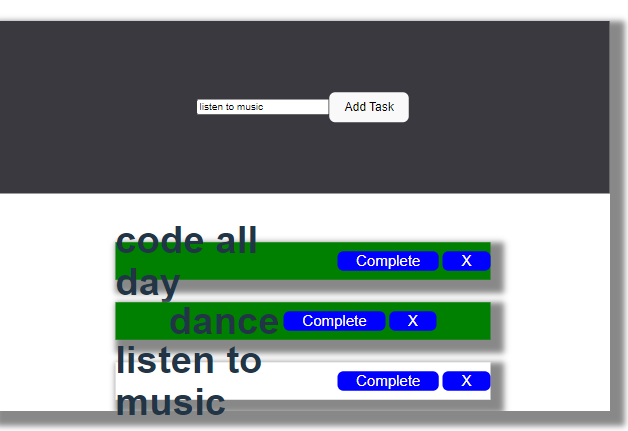 listen to music Add Task
code all
day
Complete X
dance Complete X
listen to
music
Complete X